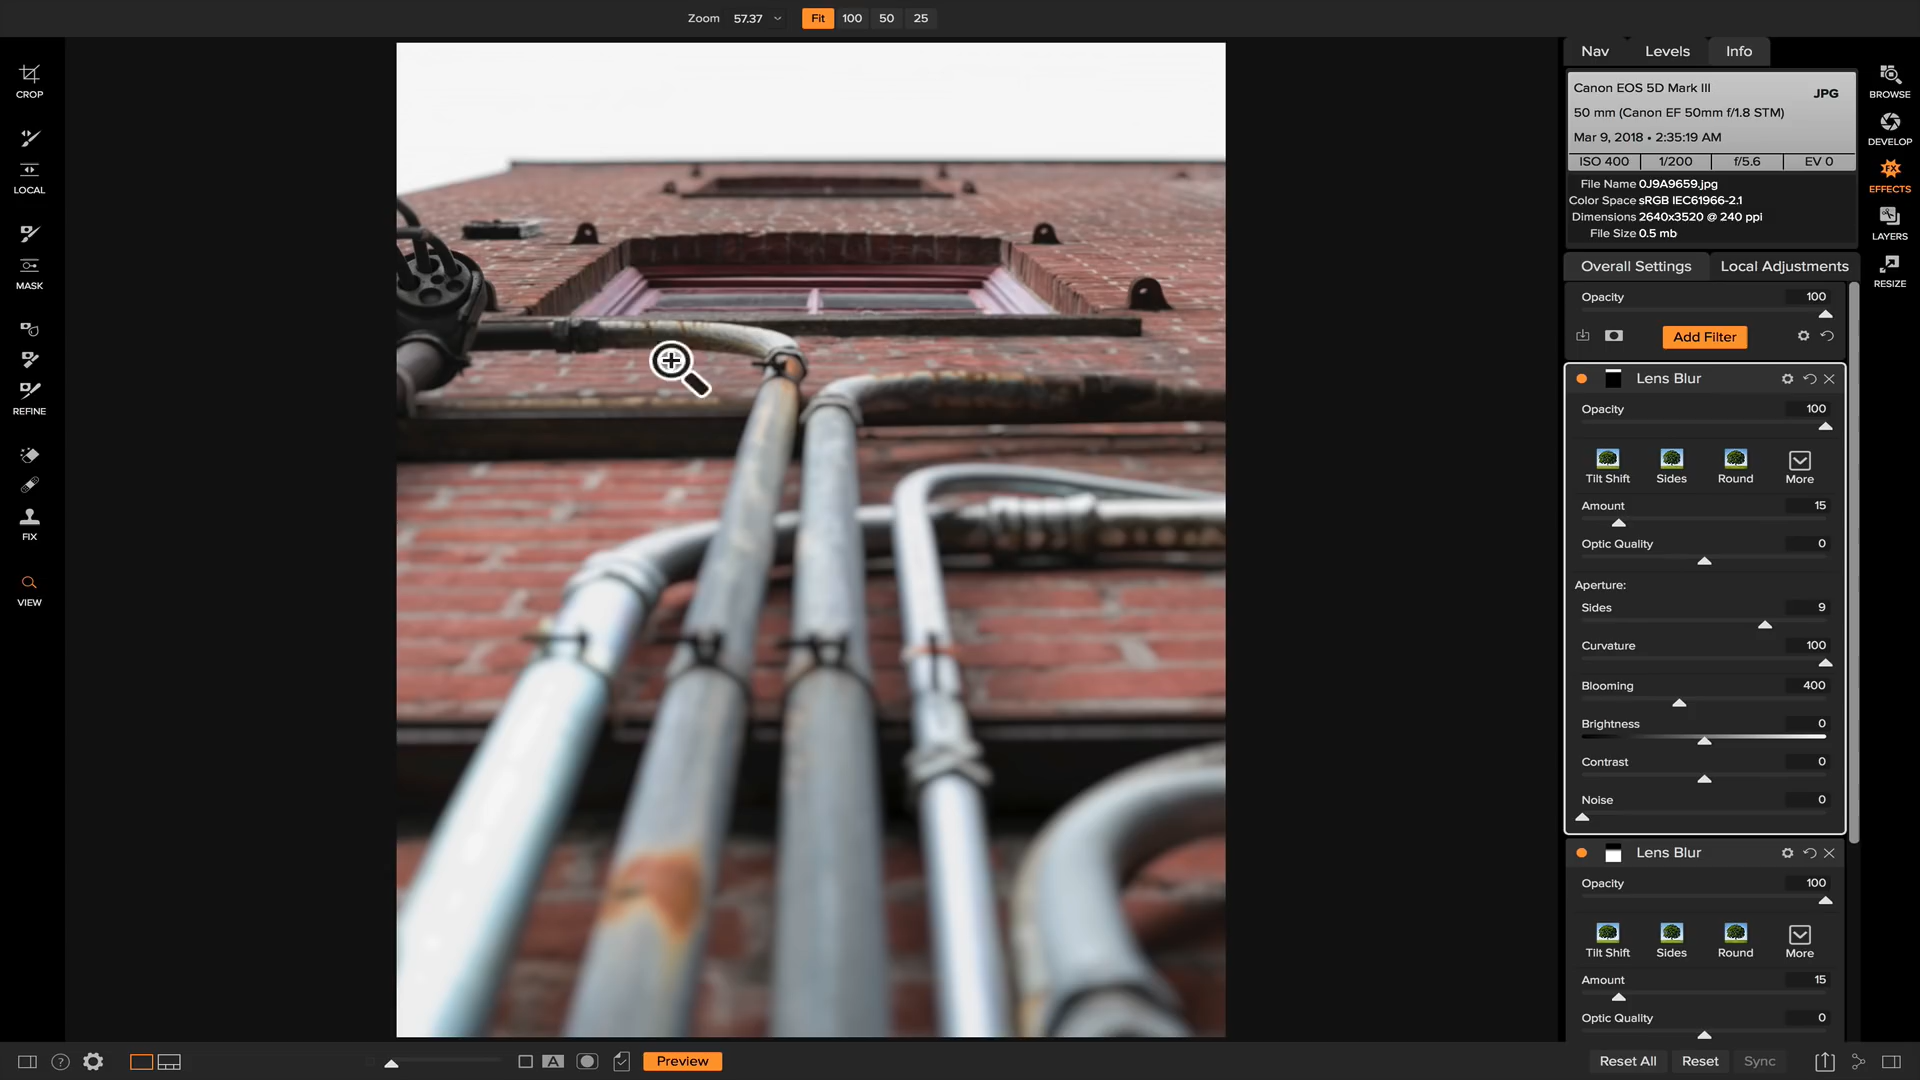 Zoom 57.37 Fit 100 50 25
CROP
LOCAL
MASK
REFINE
FIX
VIEW
Nav Levels Info
Canon EOS 5D Mark III JPG
50 mm (Canon EF 50mm f/1.8 STM)
Mar 9, 2018 • 2:35:19 AM
ISO 400 1/200 f/5.6 EV 0
File Name 0J9A9659.jpg
Color Space sRGB IEC61966-2.1
Dimensions 2640x3520 @ 240 ppi
File Size 0.5 mb
Overall Settings Local Adjustments
Opacity 100
Add Filter
Lens Blur
Opacity 100
Tilt Shift Sides Round More
Amount 15
Optic Quality 0
Aperture:
Sides 9
Curvature 100
Blooming 400
Brightness 0
Contrast 0
Noise 0
Lens Blur
Opacity 100
Tilt Shift Sides Round More
Amount 15
Optic Quality 0
BROWSE
DEVELOP
FX
EFFECTS
LAYERS
RESIZE
? A Preview Reset All Reset Sync